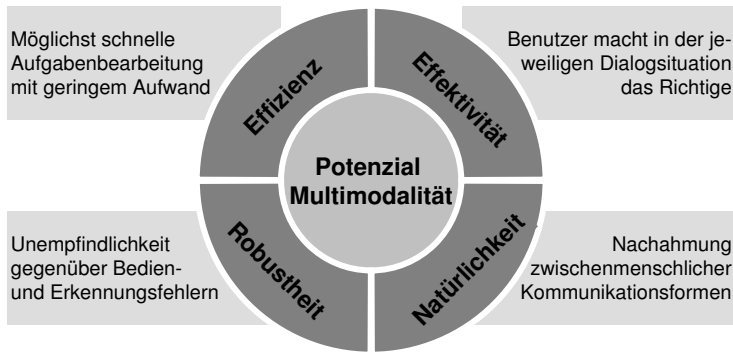 Möglichst schnelle
Aufgabenbearbeitung
mit geringem Aufwand
Effizienz
Effektivität
Benutzer macht in der je-
weiligen Dialogsituation
das Richtige
Potenzial
Multimodalität
Unempfindlichkeit
gegenüber Bedien-
und Erkennungsfehlern
Robustheit
Natürlichkeit
Nachahmung
zwischenmenschlicher
Kommunikationsformen